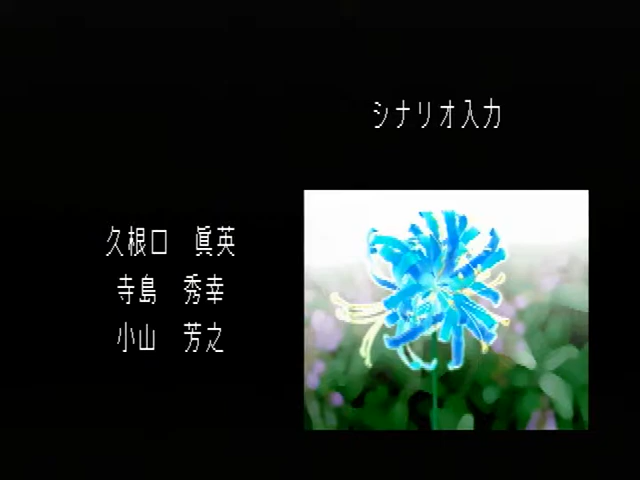 シナリオ入力
久根口　眞英
寺島　秀幸
小山　芳之